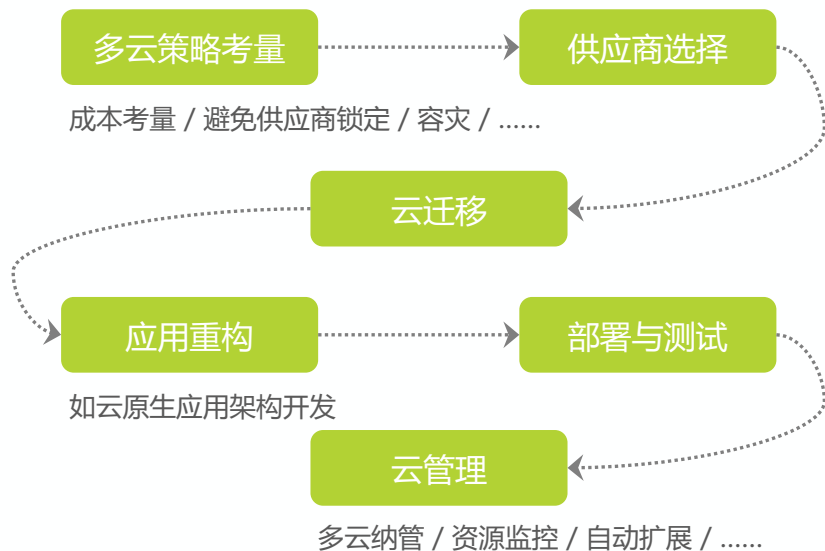 多云策略考量
供应商选择
成本考量 / 避免供应商锁定 / 容灾 / ......
云迁移
应用重构
部署与测试
如云原生应用架构开发
云管理
多云纳管 / 资源监控 / 自动扩展 / ......